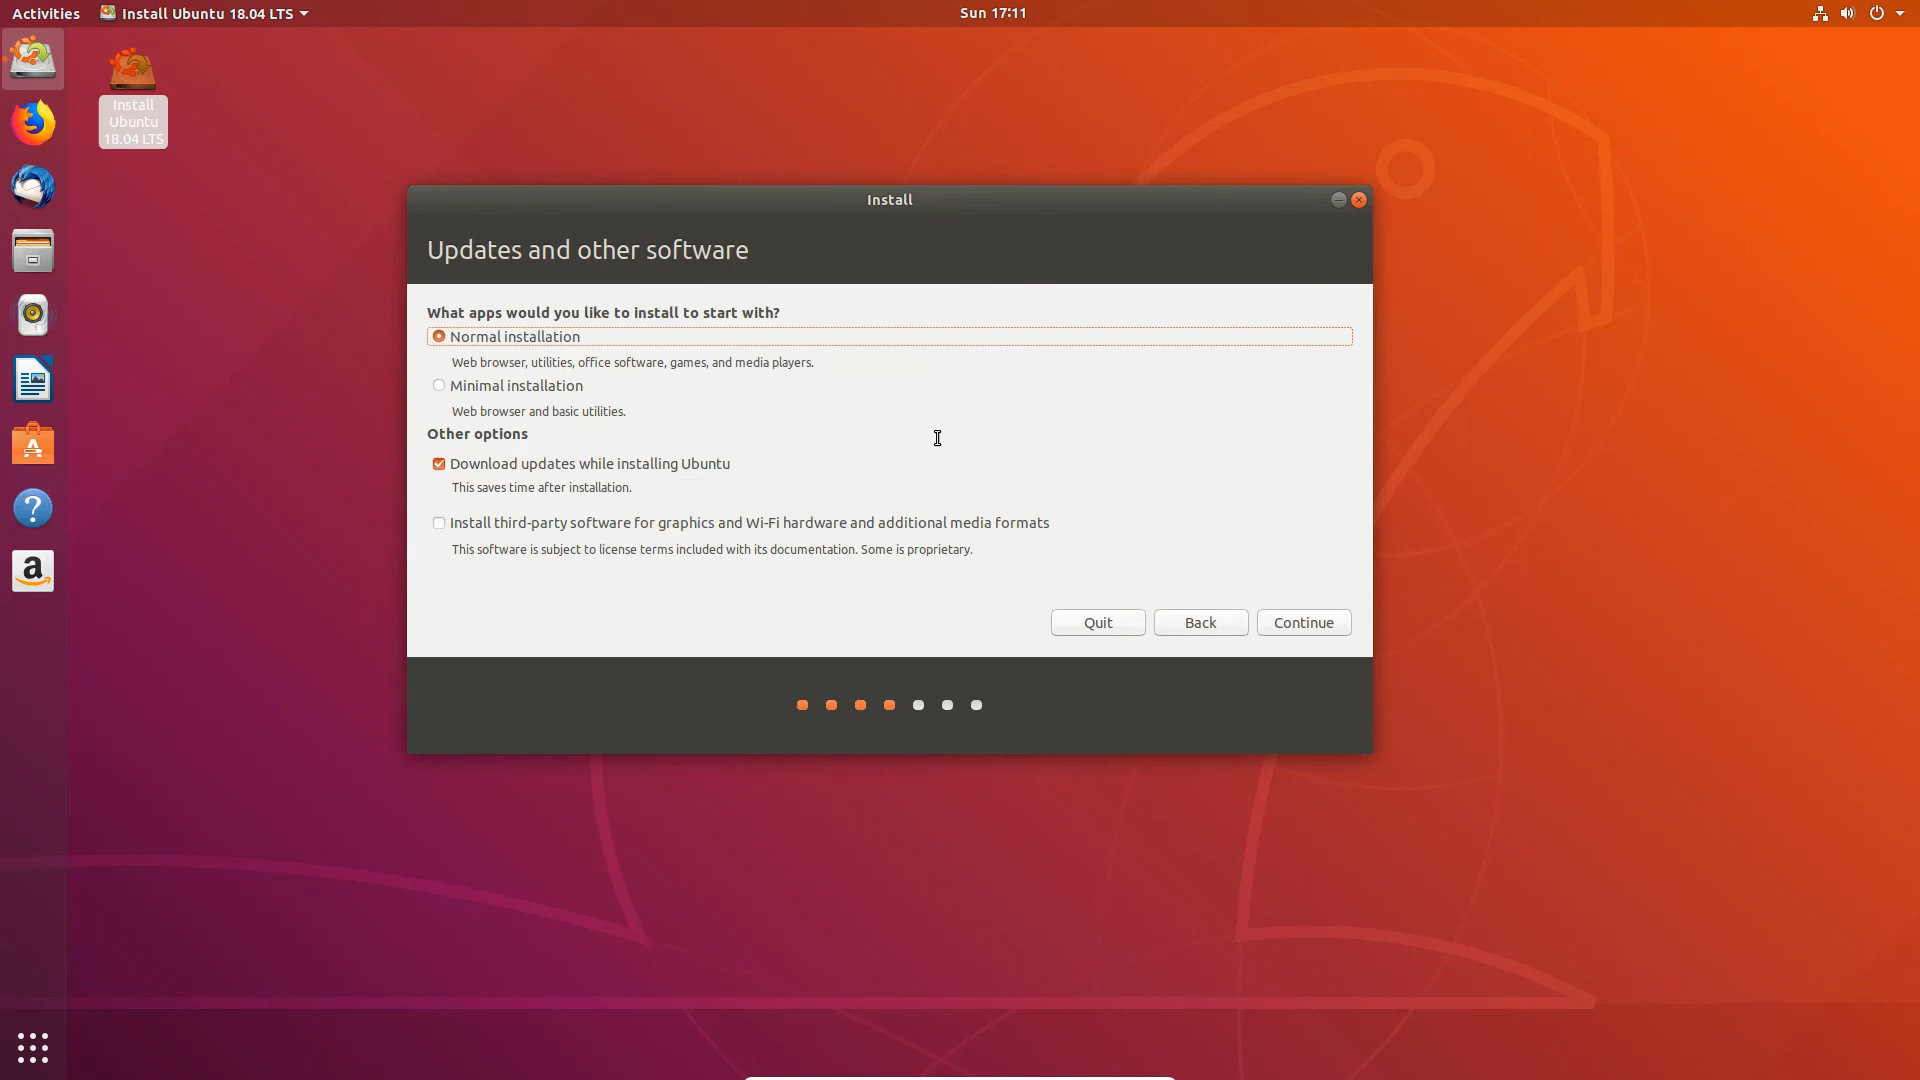 Activities
Install Ubuntu 18.04 LTS
Sun 17:11
Install
Ubuntu
18.04 LTS
Install
Updates and other software
What apps would you like to install to start with?
Normal installation
Web browser, utilities, office software, games, and media players.
Minimal installation
Web browser and basic utilities.
Other options
Download updates while installing Ubuntu
This saves time after installation.
Install third-party software for graphics and Wi-Fi hardware and additional media formats
This software is subject to license terms included with its documentation. Some is proprietary.
Quit
Back
Continue